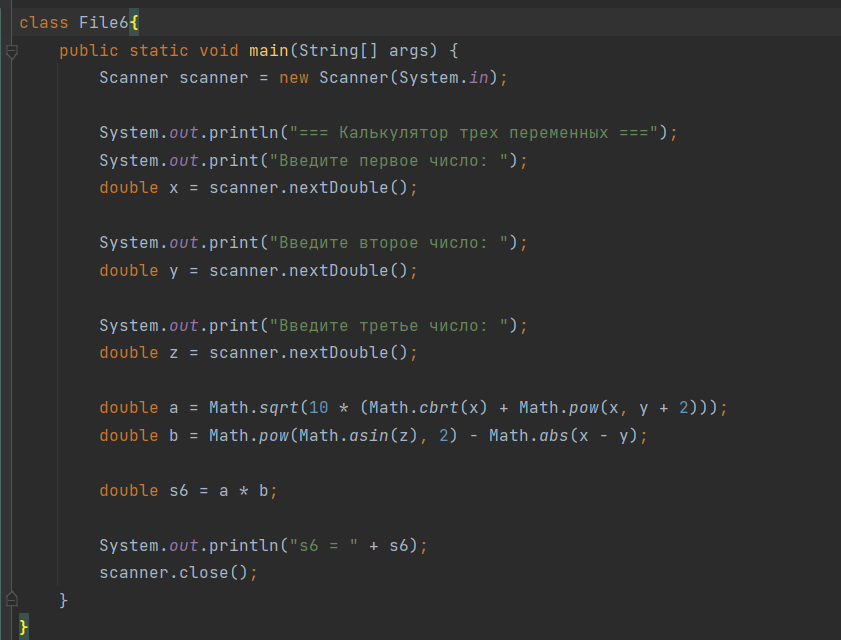 class File6{
    public static void main(String[] args) {
        Scanner scanner = new Scanner(System.in);
        System.out.println("=== Калькулятор трех переменных ===");
        System.out.print("Введите первое число: ");
        double x = scanner.nextDouble();
        System.out.print("Введите второе число: ");
        double y = scanner.nextDouble();
        System.out.print("Введите третье число: ");
        double z = scanner.nextDouble();
        double a = Math.sqrt(10 * (Math.cbrt(x) + Math.pow(x, y + 2)));
        double b = Math.pow(Math.asin(z), 2) - Math.abs(x - y);
        double s6 = a * b;
        System.out.println("s6 = " + s6);
        scanner.close();
    }
}